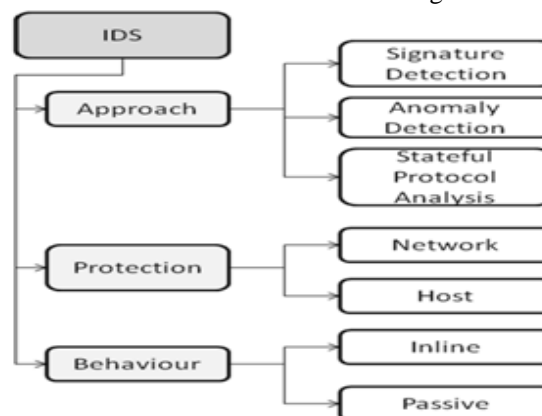 IDS
Approach
Signature
Detection
Anomaly
Detection
Stateful
Protocol
Analysis
Protection
Network
Host
Behaviour
Inline
Passive